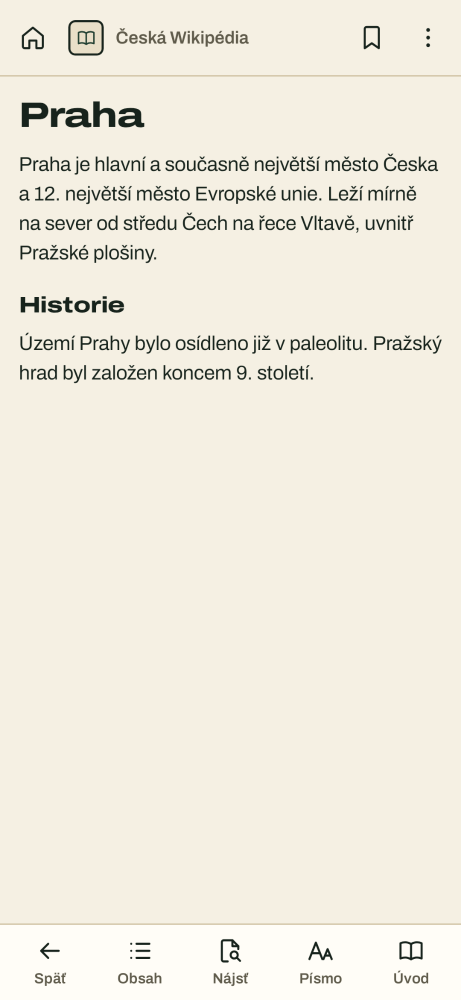 Česká Wikipédia
Praha
Praha je hlavní a současně největší město Česka
a 12. největší město Evropské unie. Leží mírně
na sever od středu Čech na řece Vltavě, uvnitř
Pražské plošiny.
Historie
Území Prahy bylo osídleno již v paleolitu. Pražský
hrad byl založen koncem 9. století.
Späť Obsah Nájsť Písmo Úvod